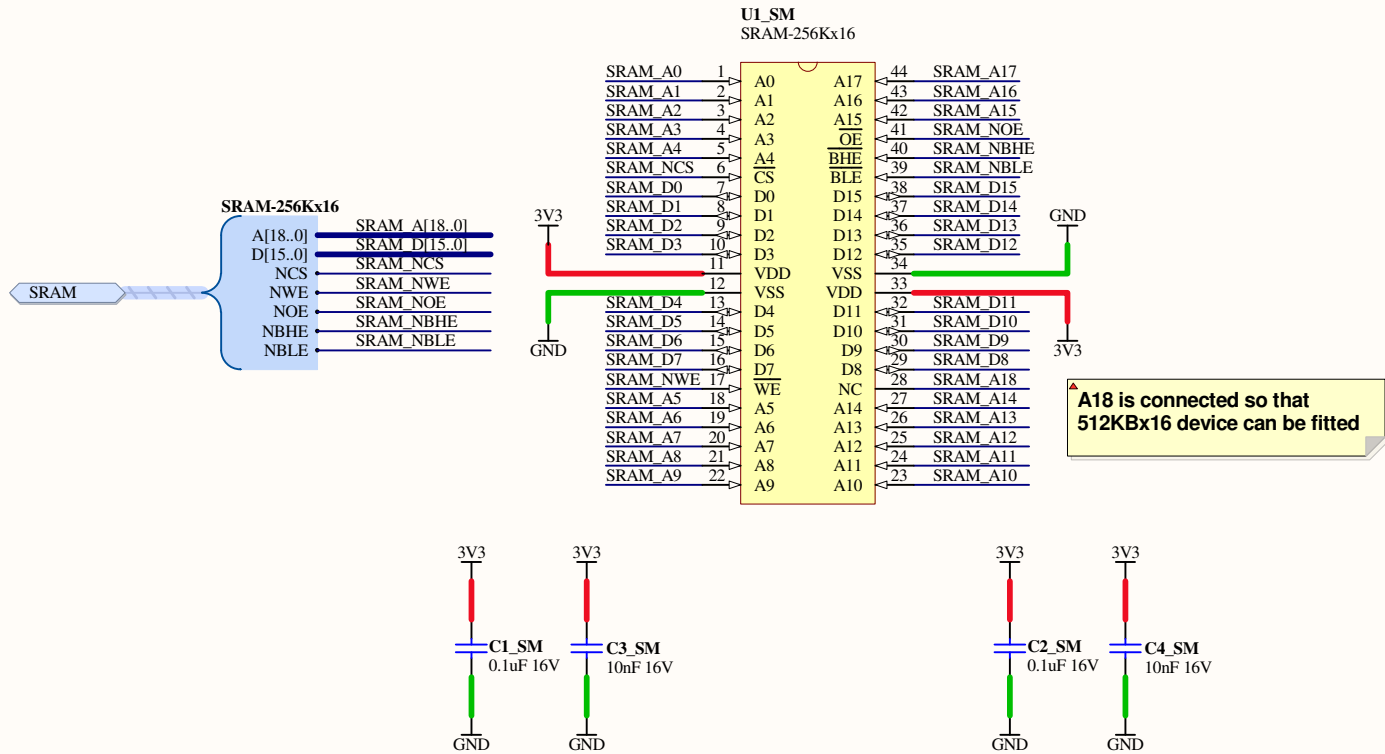 U1_SM
SRAM-256Kx16
SRAM_A0 1 A0 A17 44 SRAM_A17
SRAM_A1 2 A1 A16 43 SRAM_A16
SRAM_A2 3 A2 A15 42 SRAM_A15
SRAM_A3 4 A3 OE 41 SRAM_NOE
SRAM_A4 5 A4 BHE 40 SRAM_NBHE
SRAM_NCS 6 CS BLE 39 SRAM_NBLE
SRAM_D0 7 D0 D15 38 SRAM_D15
SRAM_D1 8 D1 D14 37 SRAM_D14
SRAM_D2 9 D2 D13 36 SRAM_D13
SRAM_D3 10 D3 D12 35 SRAM_D12
3V3 11 VDD VSS 34 GND
GND 12 VSS VDD 33 3V3
SRAM_D4 13 D4 D11 32 SRAM_D11
SRAM_D5 14 D5 D10 31 SRAM_D10
SRAM_D6 15 D6 D9 30 SRAM_D9
SRAM_D7 16 D7 D8 29 SRAM_D8
SRAM_NWE 17 WE NC 28 SRAM_A18
SRAM_A5 18 A5 A14 27 SRAM_A14
SRAM_A6 19 A6 A13 26 SRAM_A13
SRAM_A7 20 A7 A12 25 SRAM_A12
SRAM_A8 21 A8 A11 24 SRAM_A11
SRAM_A9 22 A9 A10 23 SRAM_A10
SRAM-256Kx16
A[18..0] SRAM_A[18..0]
D[15..0] SRAM_D[15..0]
NCS SRAM_NCS
SRAM NWE SRAM_NWE
NOE SRAM_NOE
NBHE SRAM_NBHE
NBLE SRAM_NBLE
A18 is connected so that
512KBx16 device can be fitted
3V3 3V3 3V3 3V3
C1_SM C3_SM C2_SM C4_SM
0.1uF 16V 10nF 16V 0.1uF 16V 10nF 16V
GND GND GND GND